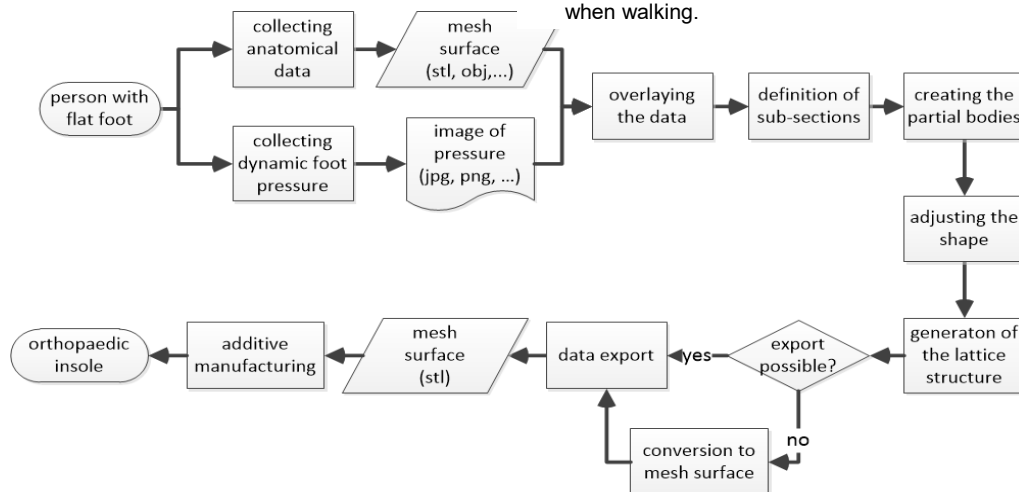 when walking.
person with
flat foot
collecting
anatomical
data
mesh
surface
(stl, obj,...)
collecting
dynamic foot
pressure
image of
pressure
(jpg, png, ...)
overlaying
the data
definition of
sub-sections
creating the
partial bodies
adjusting the
shape
generaton of
the lattice
structure
export
possible?
yes
no
conversion to
mesh surface
data export
mesh
surface
(stl)
additive
manufacturing
orthopaedic
insole